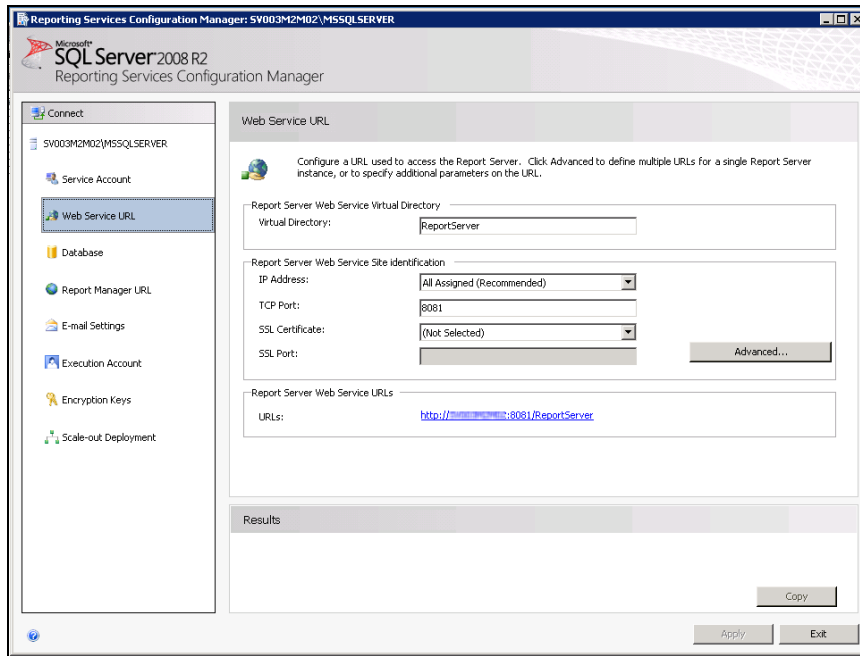 Reporting Services Configuration Manager: SV003M2M02\MSSQLSERVER
Microsoft®
SQL Server 2008 R2
Reporting Services Configuration Manager
Connect
SV003M2M02\MSSQLSERVER
Service Account
Web Service URL
Database
Report Manager URL
E-mail Settings
Execution Account
Encryption Keys
Scale-out Deployment
Web Service URL
Configure a URL used to access the Report Server. Click Advanced to define multiple URLs for a single Report Server
instance, or to specify additional parameters on the URL.
Report Server Web Service Virtual Directory
Virtual Directory: ReportServer
Report Server Web Service Site identification
IP Address: All Assigned (Recommended)
TCP Port: 8081
SSL Certificate: (Not Selected)
SSL Port:
Advanced...
Report Server Web Service URLs
URLs: http:// :8081/ReportServer
Results
Copy
Apply
Exit